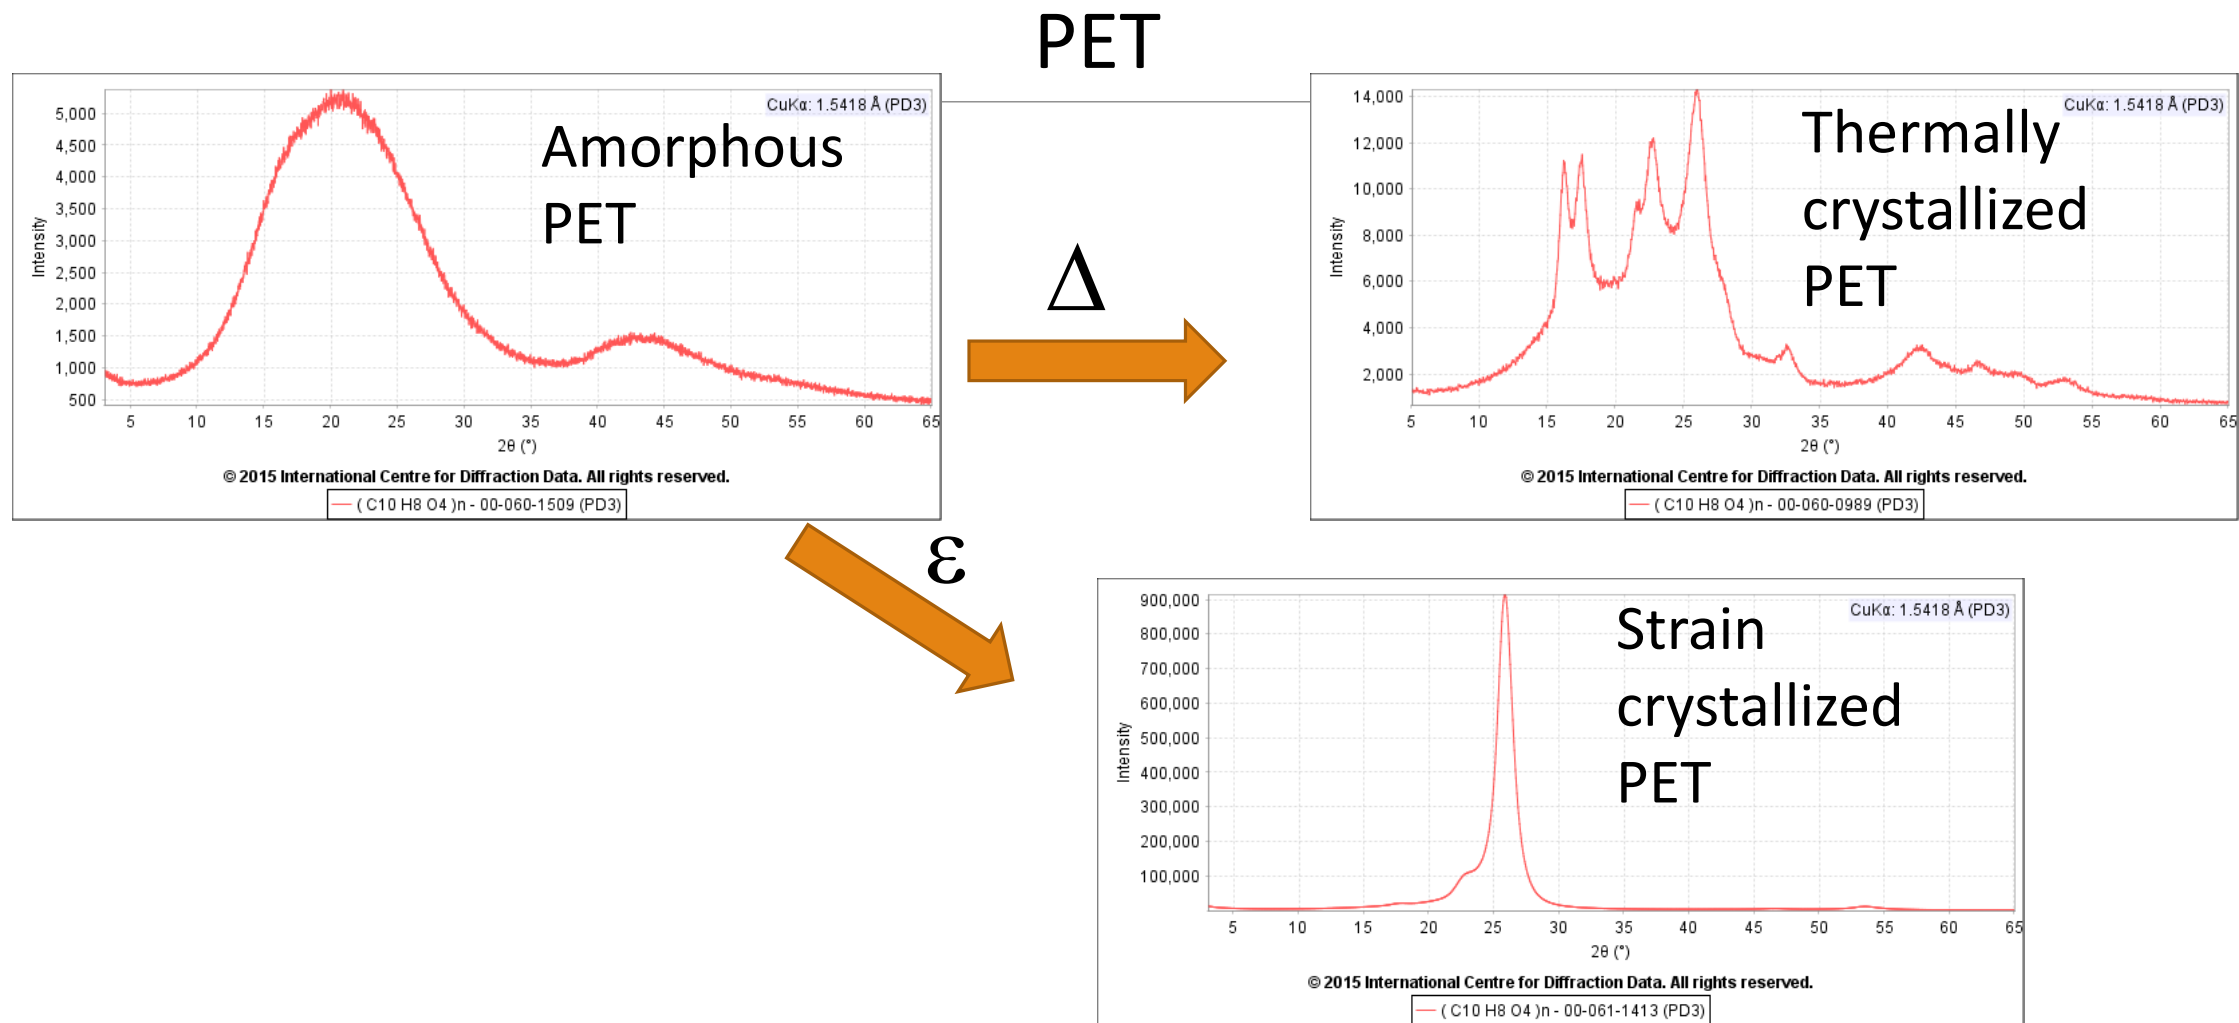 PET
5,000
4,500
4,000
3,500
3,000
2,500
2,000
1,500
1,000
500
Intensity
CuKα: 1.5418 Å (PD3)
Amorphous
PET
5 10 15 20 25 30 35 40 45 50 55 60 65
2θ (°)
© 2015 International Centre for Diffraction Data. All rights reserved.
( C10 H8 O4 )n - 00-060-1509 (PD3)
Δ
14,000
12,000
10,000
8,000
6,000
4,000
2,000
Intensity
CuKα: 1.5418 Å (PD3)
Thermally
crystallized
PET
5 10 15 20 25 30 35 40 45 50 55 60 65
2θ (°)
© 2015 International Centre for Diffraction Data. All rights reserved.
( C10 H8 O4 )n - 00-060-0989 (PD3)
ε
900,000
800,000
700,000
600,000
500,000
400,000
300,000
200,000
100,000
Intensity
CuKα: 1.5418 Å (PD3)
Strain
crystallized
PET
5 10 15 20 25 30 35 40 45 50 55 60 65
2θ (°)
© 2015 International Centre for Diffraction Data. All rights reserved.
( C10 H8 O4 )n - 00-061-1413 (PD3)